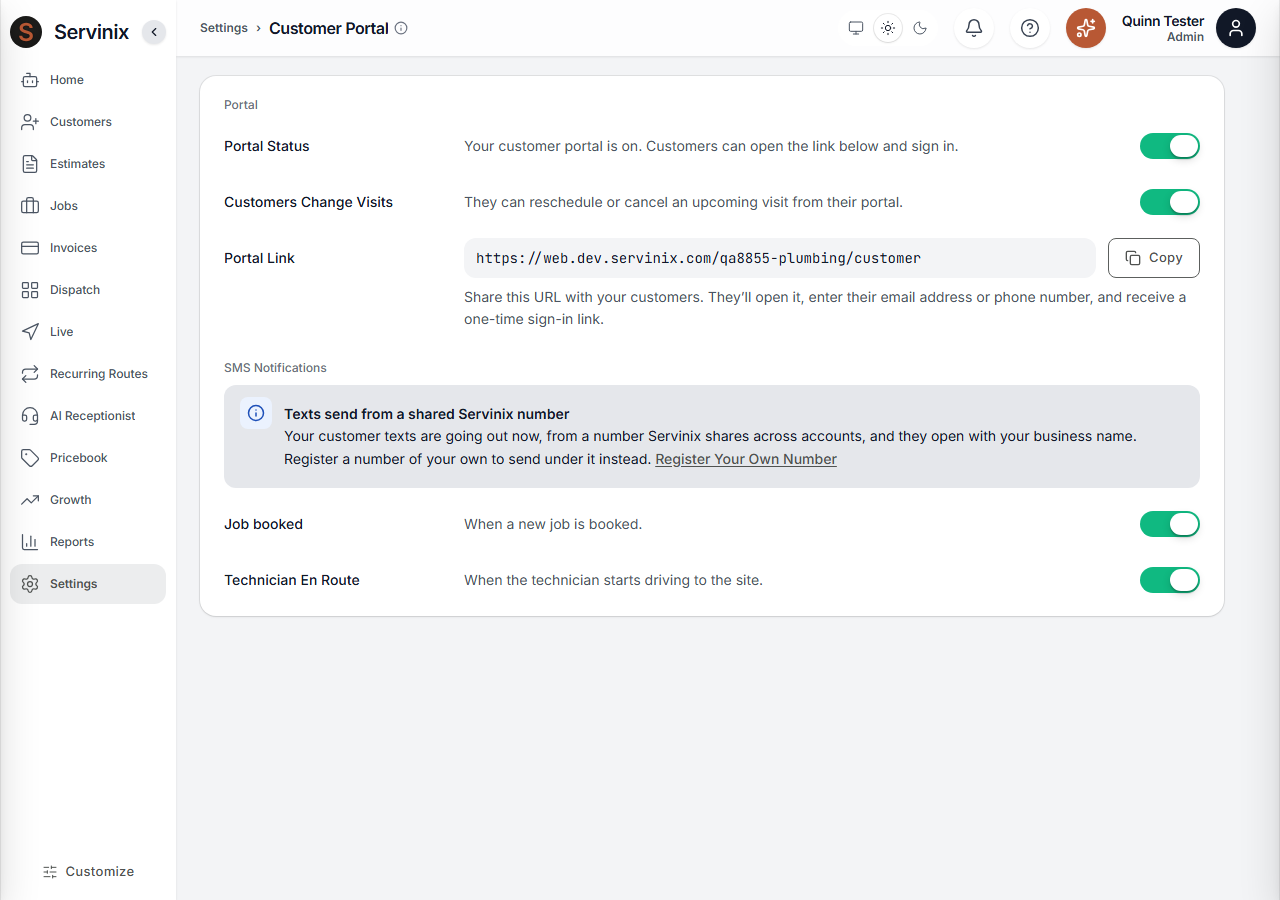 S Servinix
Settings › Customer Portal
Quinn Tester
Admin
Home
Customers
Estimates
Jobs
Invoices
Dispatch
Live
Recurring Routes
AI Receptionist
Pricebook
Growth
Reports
Settings
Customize
Portal
Portal Status
Your customer portal is on. Customers can open the link below and sign in.
Customers Change Visits
They can reschedule or cancel an upcoming visit from their portal.
Portal Link
https://web.dev.servinix.com/qa8855-plumbing/customer
Copy
Share this URL with your customers. They’ll open it, enter their email address or phone number, and receive a
one-time sign-in link.
SMS Notifications
Texts send from a shared Servinix number
Your customer texts are going out now, from a number Servinix shares across accounts, and they open with your business name.
Register a number of your own to send under it instead. Register Your Own Number
Job booked
When a new job is booked.
Technician En Route
When the technician starts driving to the site.